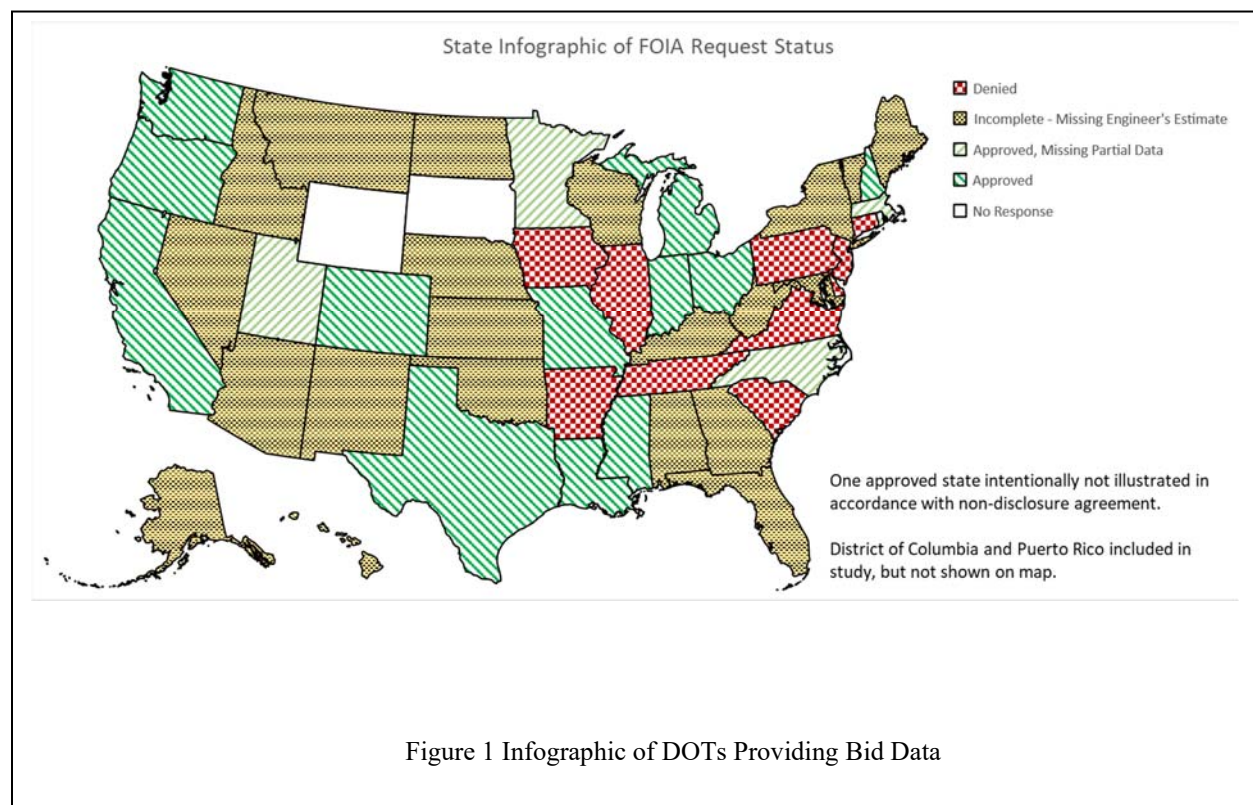 State Infographic of FOIA Request Status
Denied
Incomplete - Missing Engineer's Estimate
Approved, Missing Partial Data
Approved
No Response
One approved state intentionally not illustrated in
accordance with non-disclosure agreement.
District of Columbia and Puerto Rico included in
study, but not shown on map.
Figure 1 Infographic of DOTs Providing Bid Data